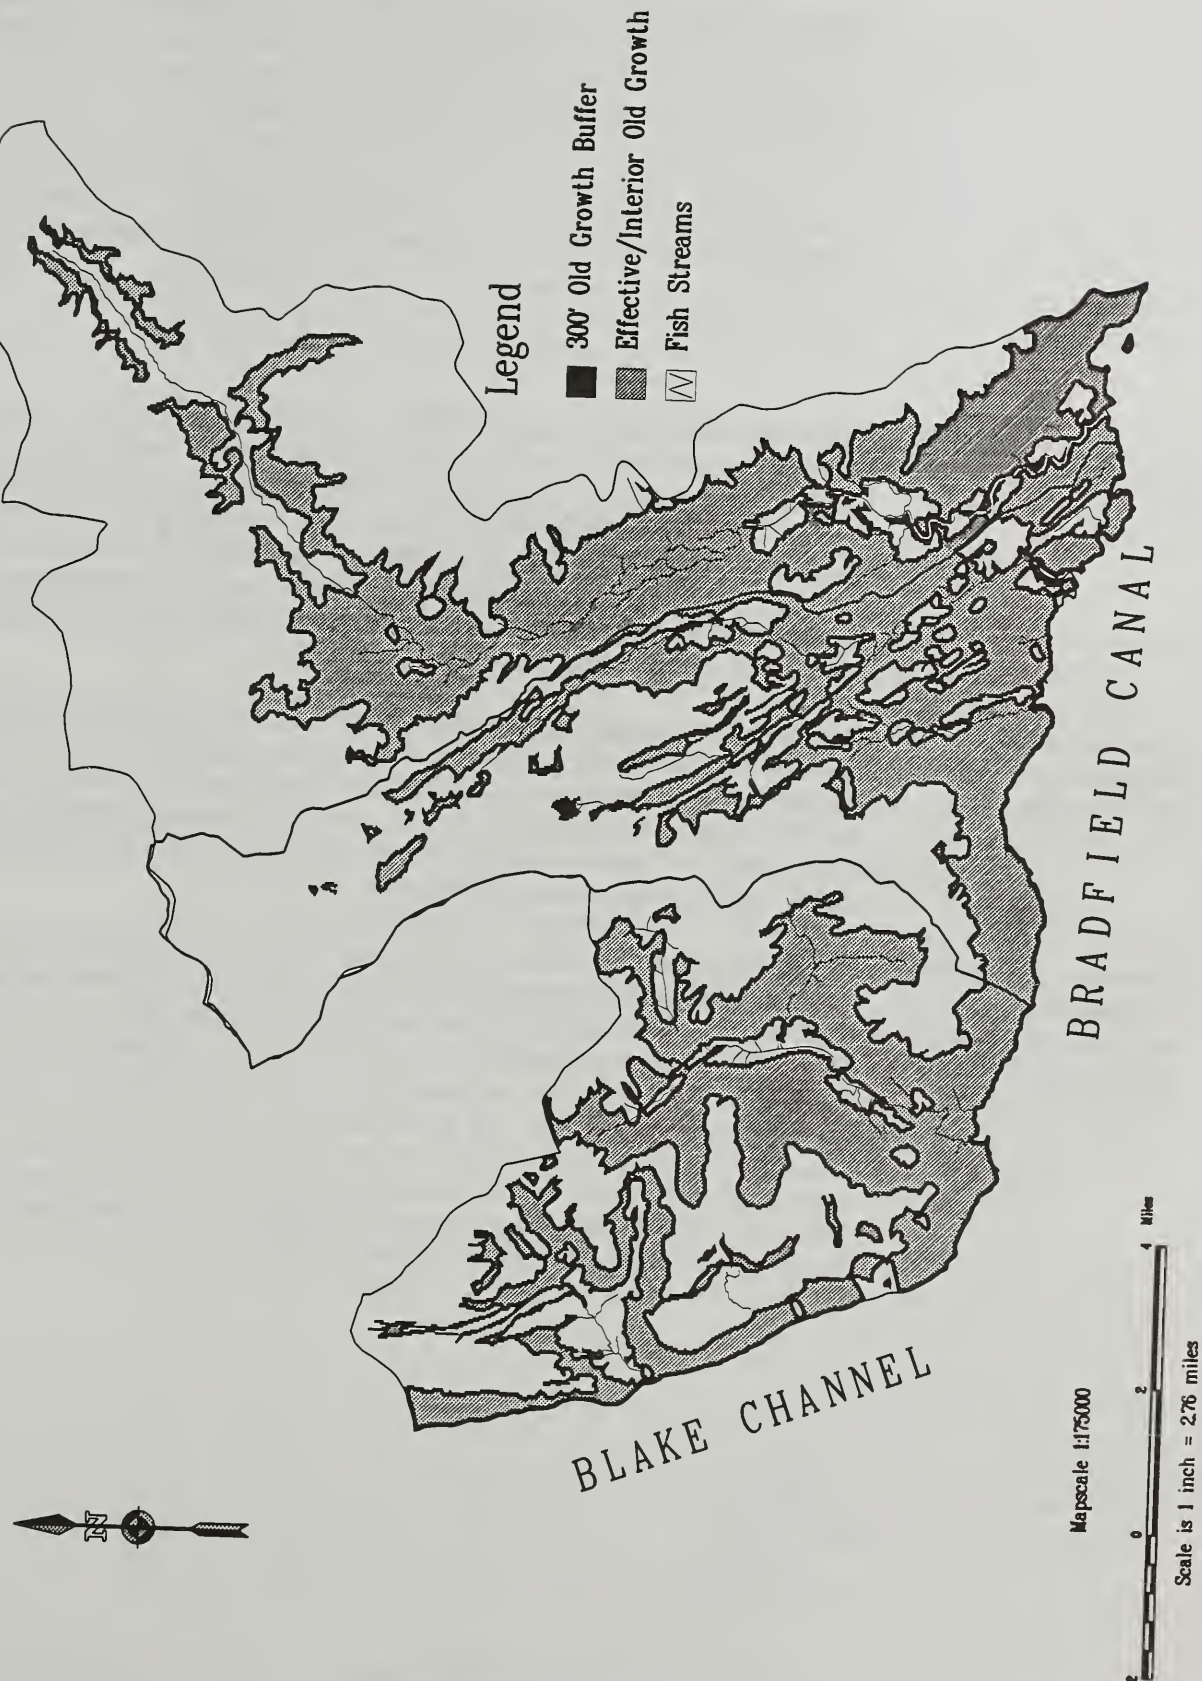 N
Legend
300' Old Growth Buffer
Effective/Interior Old Growth
Fish Streams
BRADFIELD CANAL
BLAKE CHANNEL
Mapscale 1:175000
2 0 2 4 Miles
Scale is 1 inch = 2.76 miles